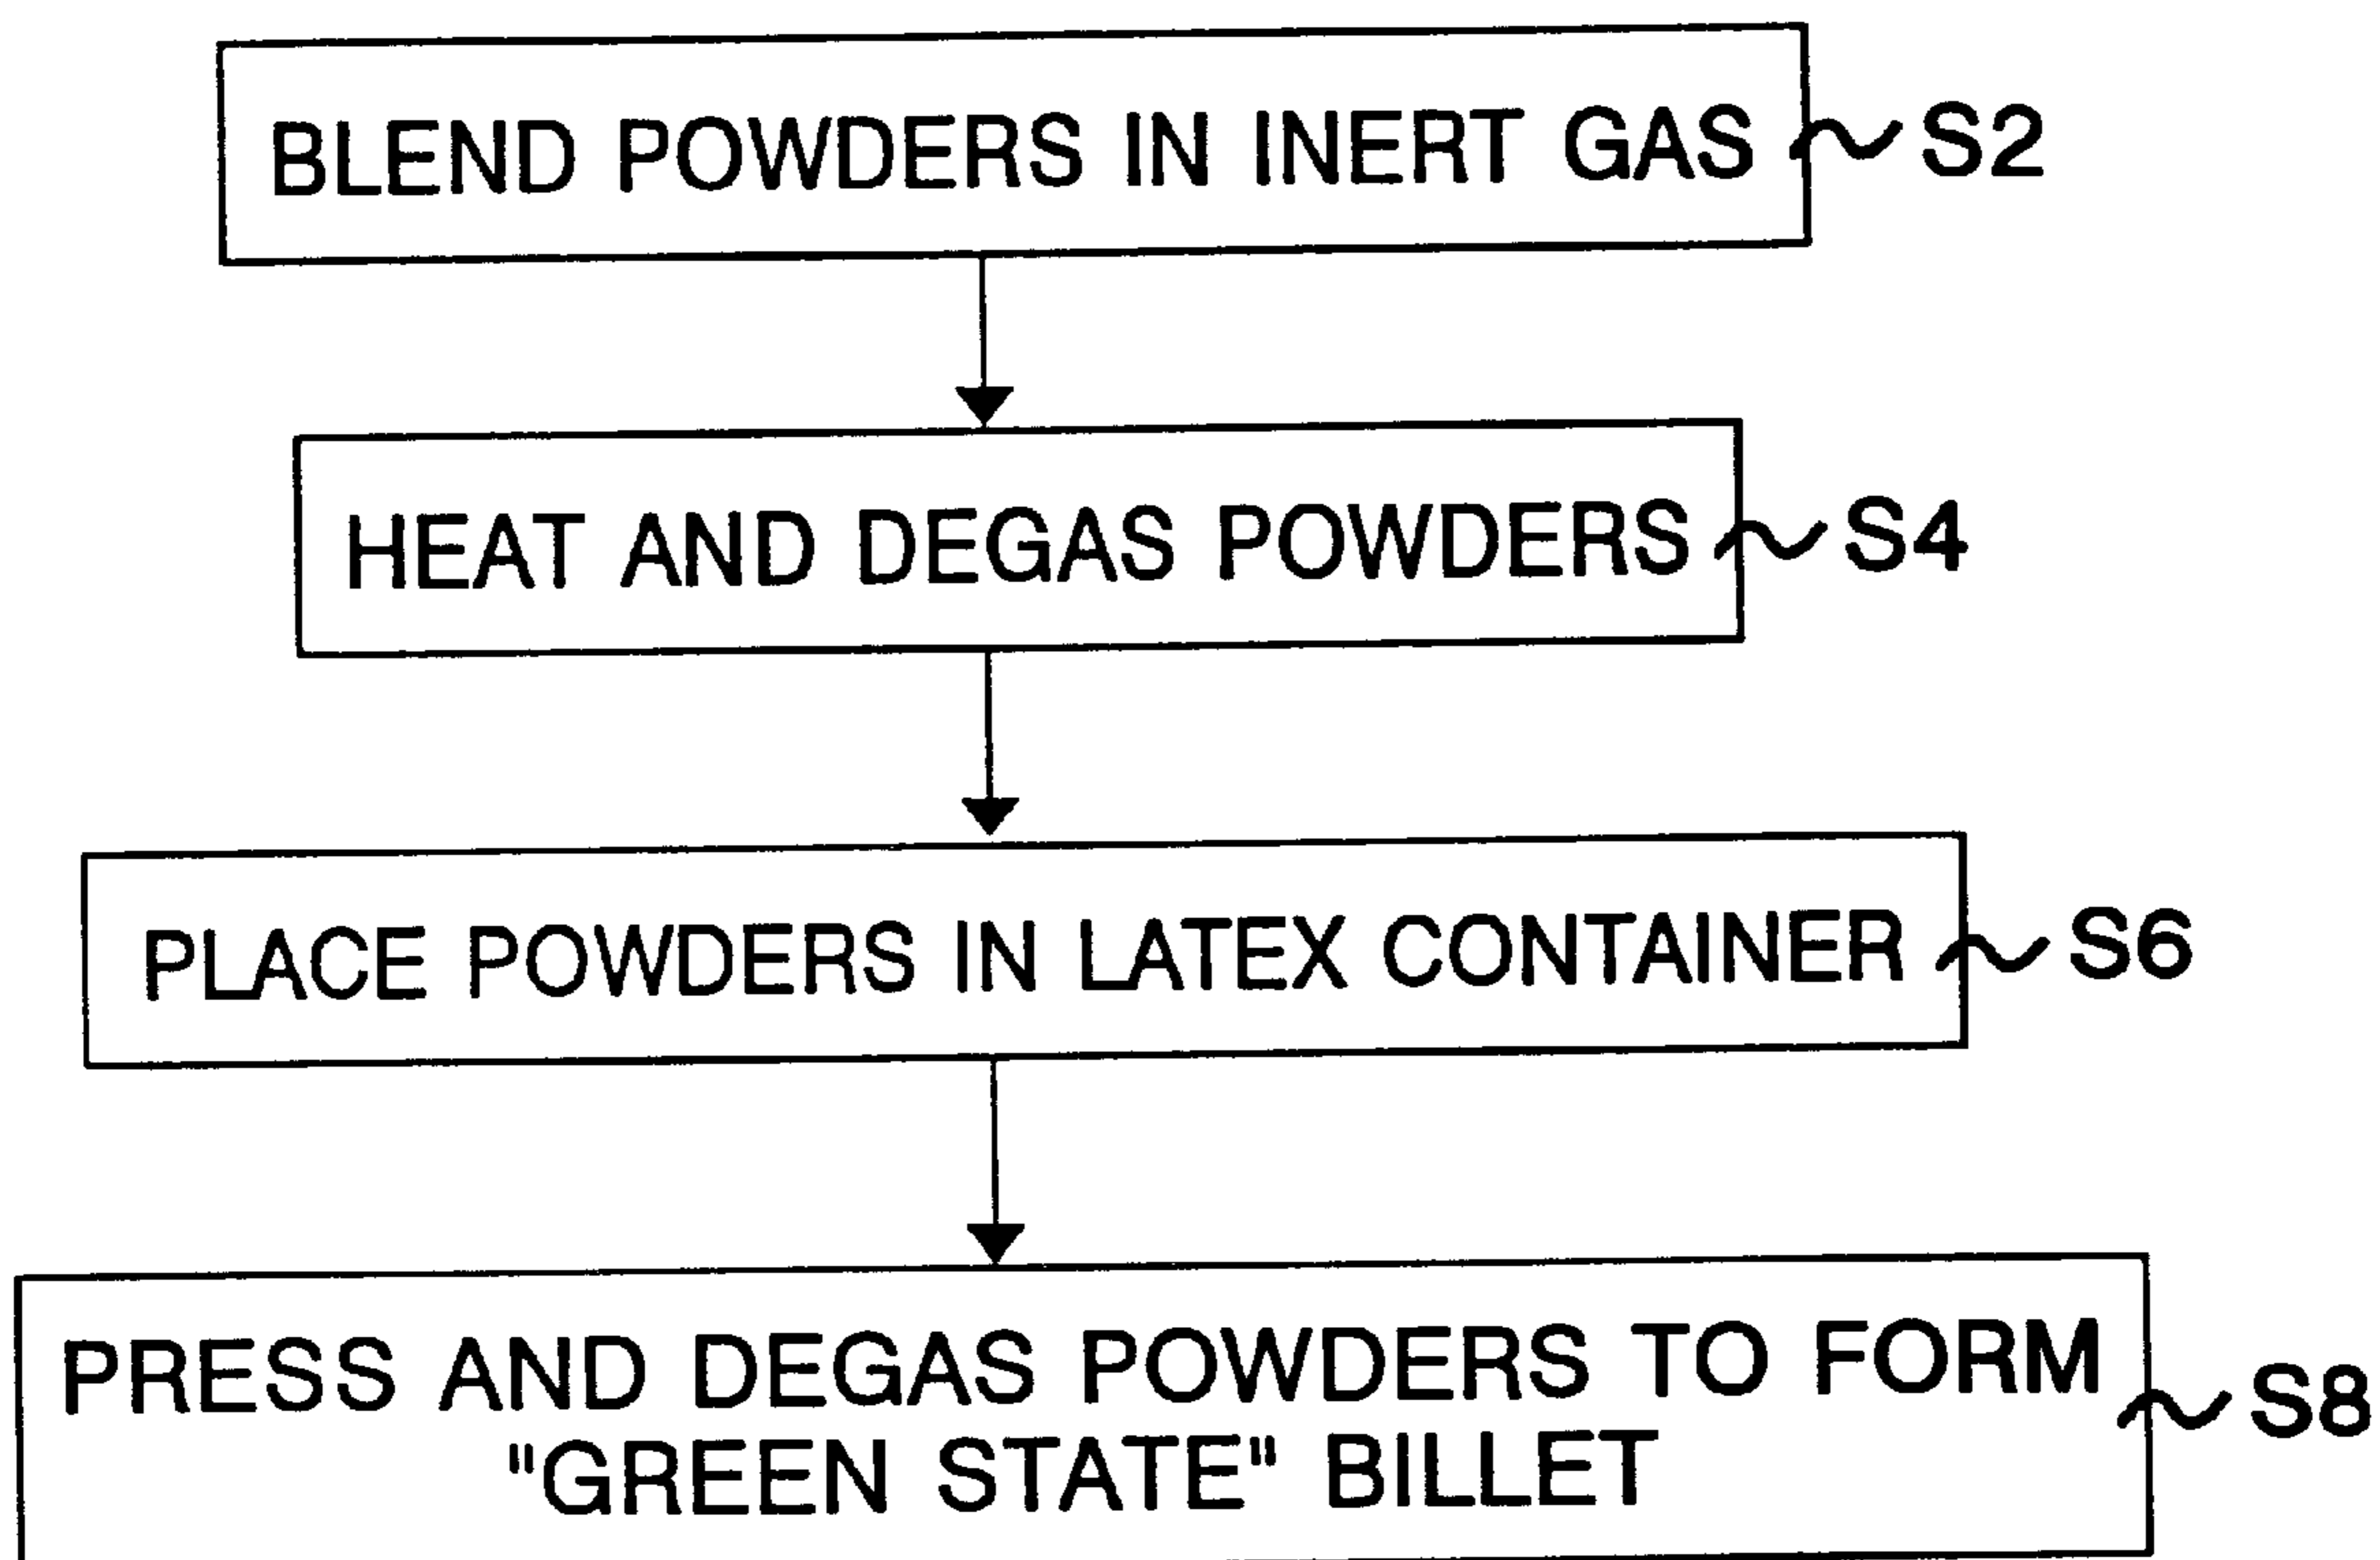 BLEND POWDERS IN INERT GAS S2
HEAT AND DEGAS POWDERS S4
PLACE POWDERS IN LATEX CONTAINER S6
PRESS AND DEGAS POWDERS TO FORM
"GREEN STATE" BILLET S8